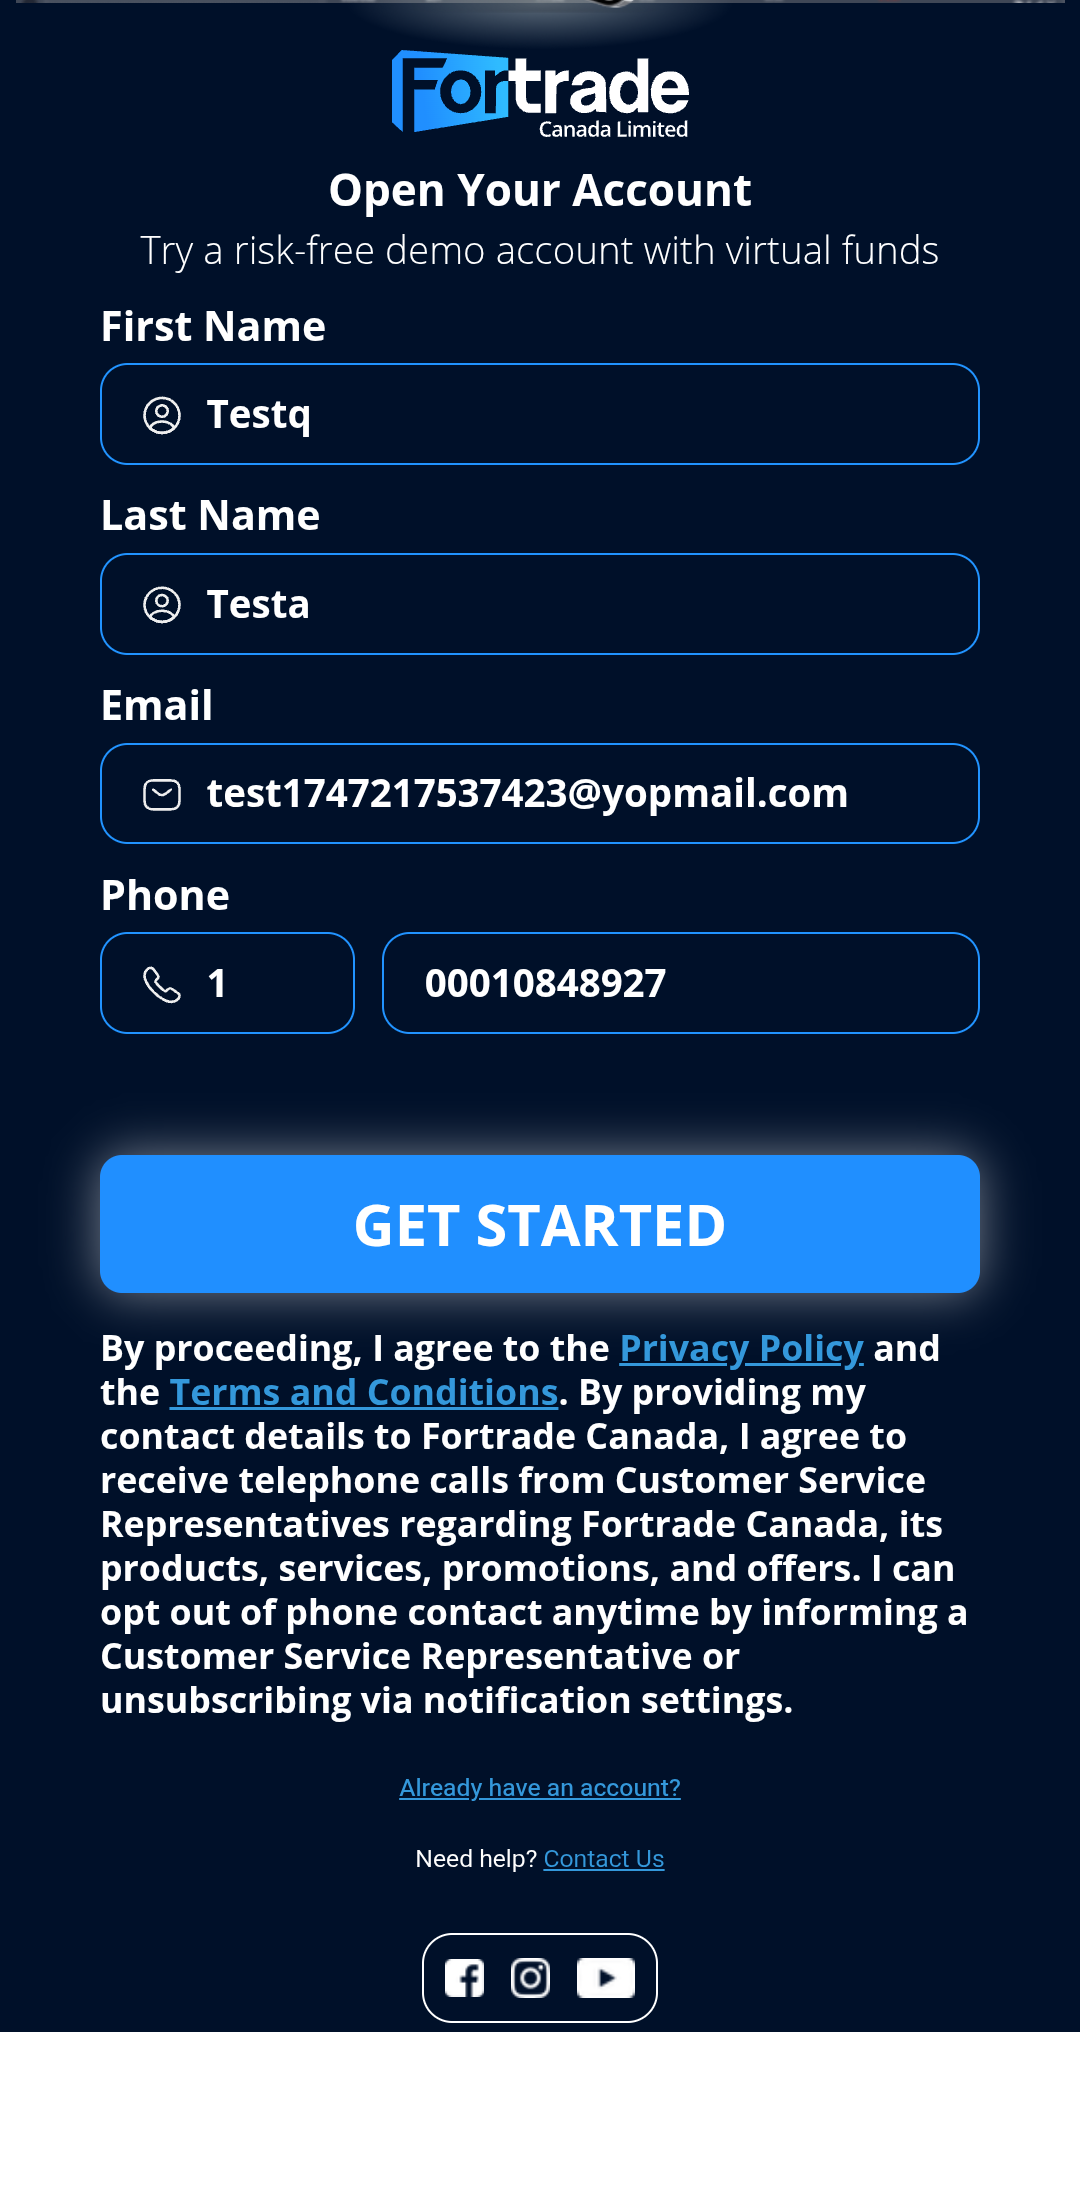 Fortrade
Canada Limited
Open Your Account
Try a risk-free demo account with virtual funds
First Name
Testq
Last Name
Testa
Email
test1747217537423@yopmail.com
Phone
1 00010848927
GET STARTED
By proceeding, I agree to the Privacy Policy and
the Terms and Conditions. By providing my
contact details to Fortrade Canada, I agree to
receive telephone calls from Customer Service
Representatives regarding Fortrade Canada, its
products, services, promotions, and offers. I can
opt out of phone contact anytime by informing a
Customer Service Representative or
unsubscribing via notification settings.
Already have an account?
Need help? Contact Us